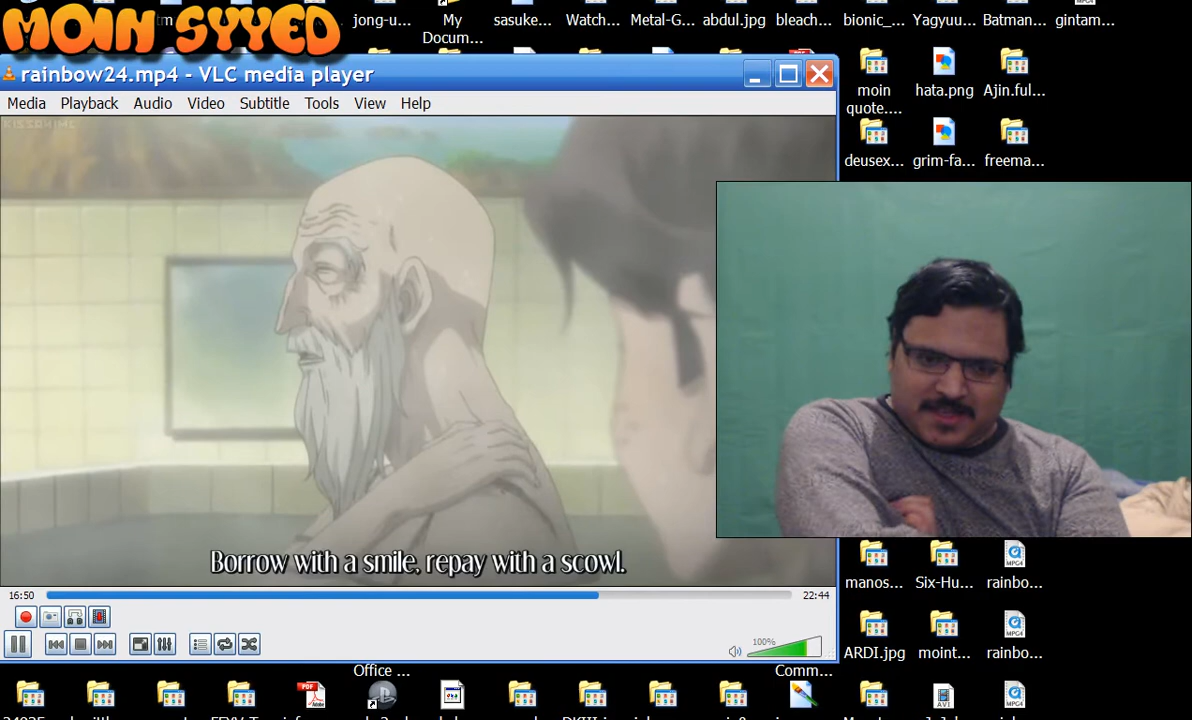 jong-u...
My
Docum...
sasuke...
Watch...
Metal-G...
abdul.jpg
bleach...
bionic_...
Yagyuu...
Batman...
gintam...
MOIN SYYED
rainbow24.mp4 - VLC media player
Media Playback Audio Video Subtitle Tools View Help
KISSANIME
moin
quote....
hata.png
Ajin.ful...
deusex...
grim-fa...
freema...
Borrow with a smile, repay with a scowl.
16:50
22:44
100%
manos...
Six-Hu...
rainbo...
ARDI.jpg
moint...
rainbo...
Office ...
Comm...